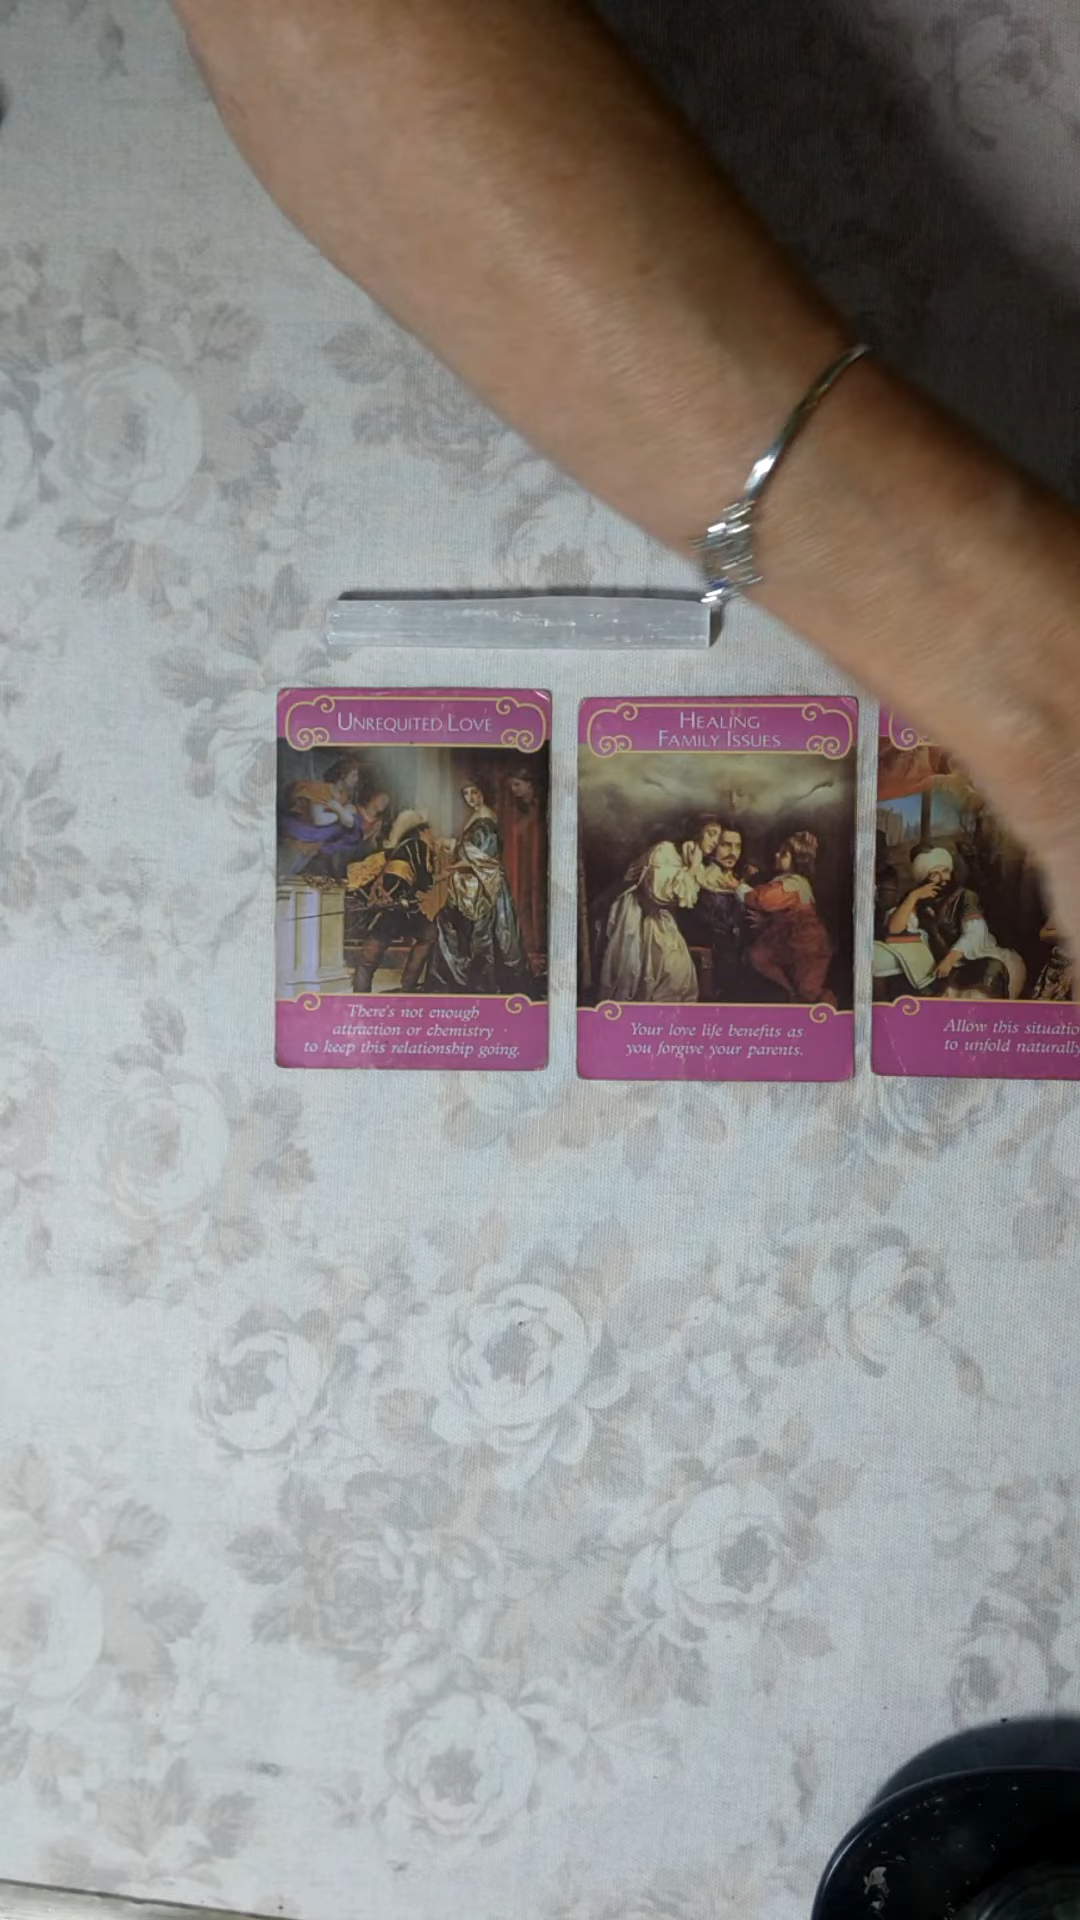 UNREQUITED LOVE
There's not enough
attraction or chemistry
to keep this relationship going.
HEALING
FAMILY ISSUES
Your love life benefits as
you forgive your parents.
Allow this situatio
to unfold naturally